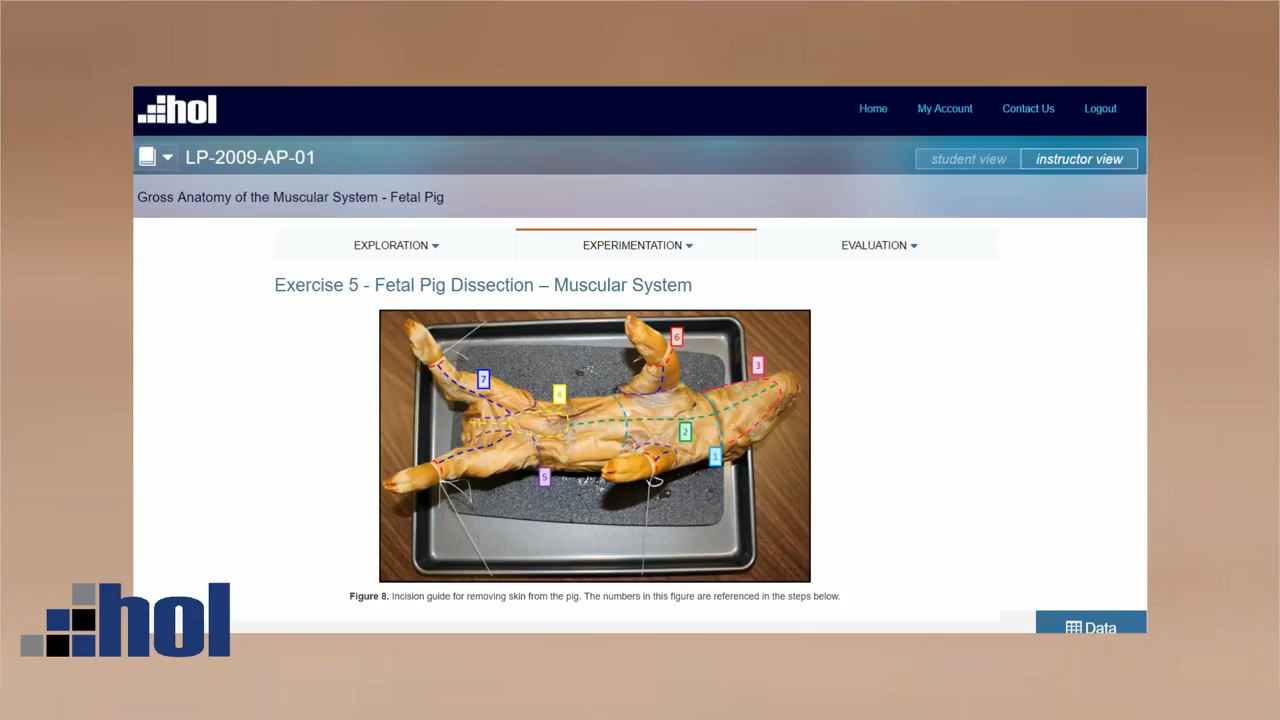 hol
Home My Account Contact Us Logout
LP-2009-AP-01
student view instructor view
Gross Anatomy of the Muscular System - Fetal Pig
EXPLORATION EXPERIMENTATION EVALUATION
Exercise 5 - Fetal Pig Dissection – Muscular System
6
3
7
4
2
1
5
Figure 8. Incision guide for removing skin from the pig. The numbers in this figure are referenced in the steps below.
Data
hol